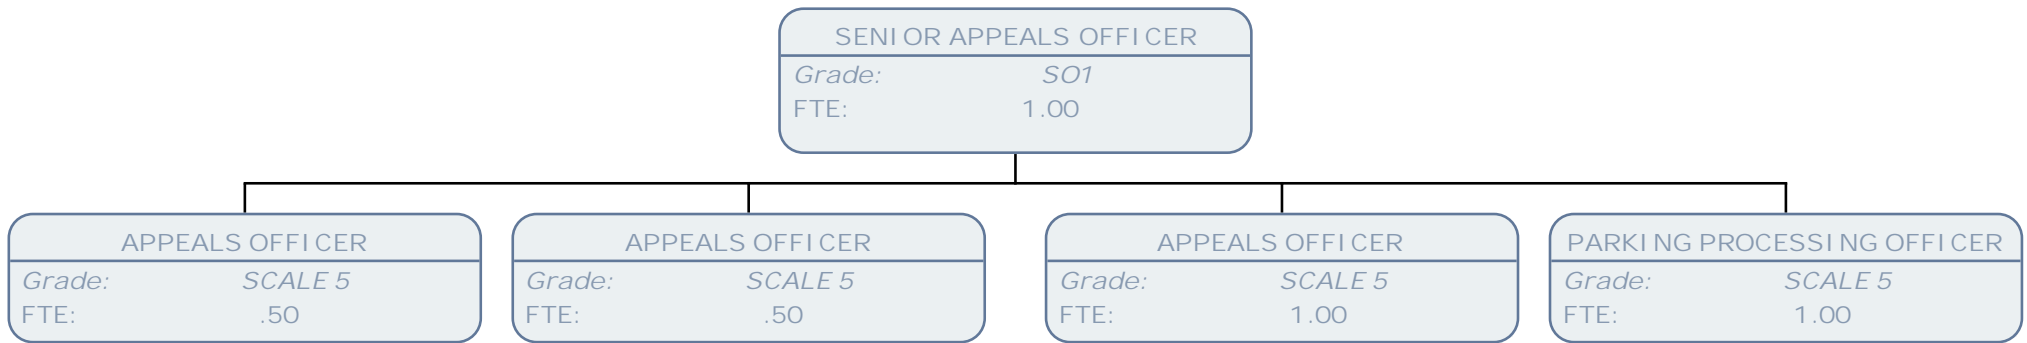 SENIOR APPEALS OFFICER
Grade: SO1
FTE: 1.00
APPEALS OFFICER
Grade: SCALE 5
FTE: .50
APPEALS OFFICER
Grade: SCALE 5
FTE: .50
APPEALS OFFICER
Grade: SCALE 5
FTE: 1.00
PARKING PROCESSING OFFICER
Grade: SCALE 5
FTE: 1.00